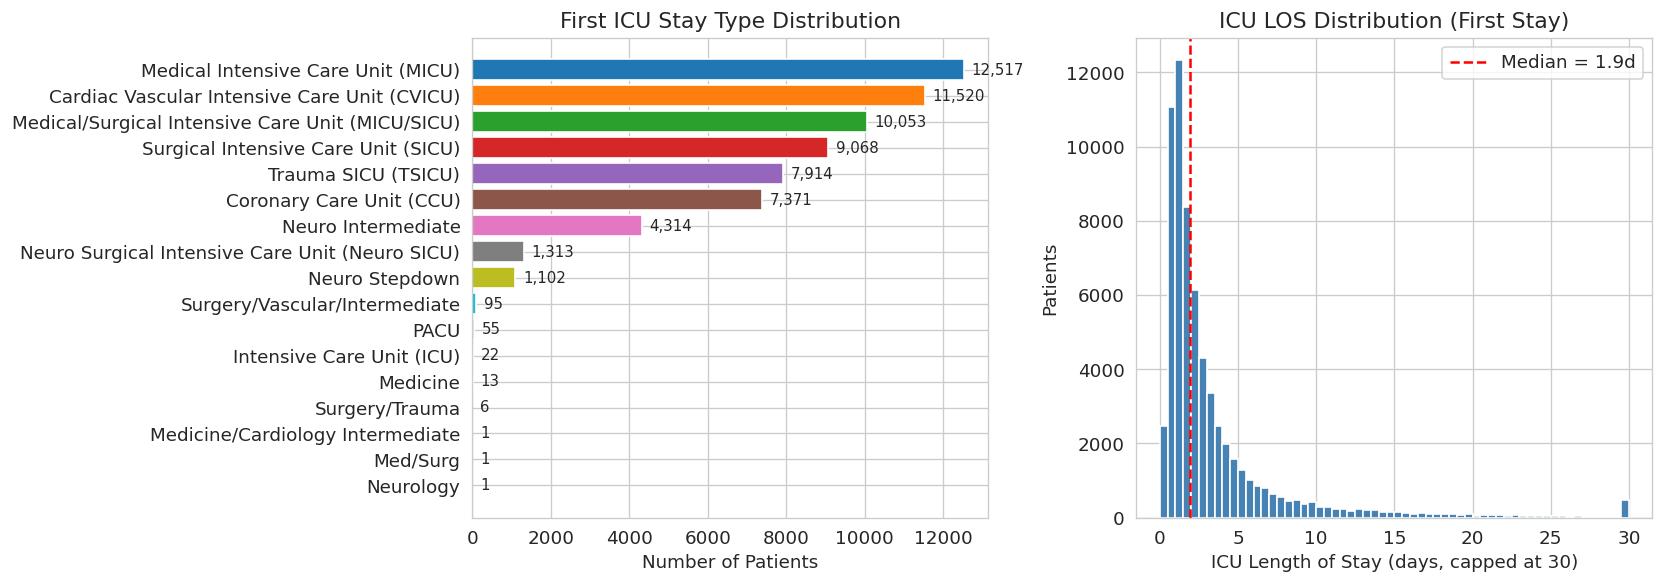 First ICU Stay Type Distribution
Medical Intensive Care Unit (MICU) 12,517
Cardiac Vascular Intensive Care Unit (CVICU) 11,520
Medical/Surgical Intensive Care Unit (MICU/SICU) 10,053
Surgical Intensive Care Unit (SICU) 9,068
Trauma SICU (TSICU) 7,914
Coronary Care Unit (CCU) 7,371
Neuro Intermediate 4,314
Neuro Surgical Intensive Care Unit (Neuro SICU) 1,313
Neuro Stepdown 1,102
Surgery/Vascular/Intermediate 95
PACU 55
Intensive Care Unit (ICU) 22
Medicine 13
Surgery/Trauma 6
Medicine/Cardiology Intermediate 1
Med/Surg 1
Neurology 1
0 2000 4000 6000 8000 10000 12000
Number of Patients
ICU LOS Distribution (First Stay)
Median = 1.9d
12000
10000
8000
6000
4000
2000
0
Patients
0 5 10 15 20 25 30
ICU Length of Stay (days, capped at 30)